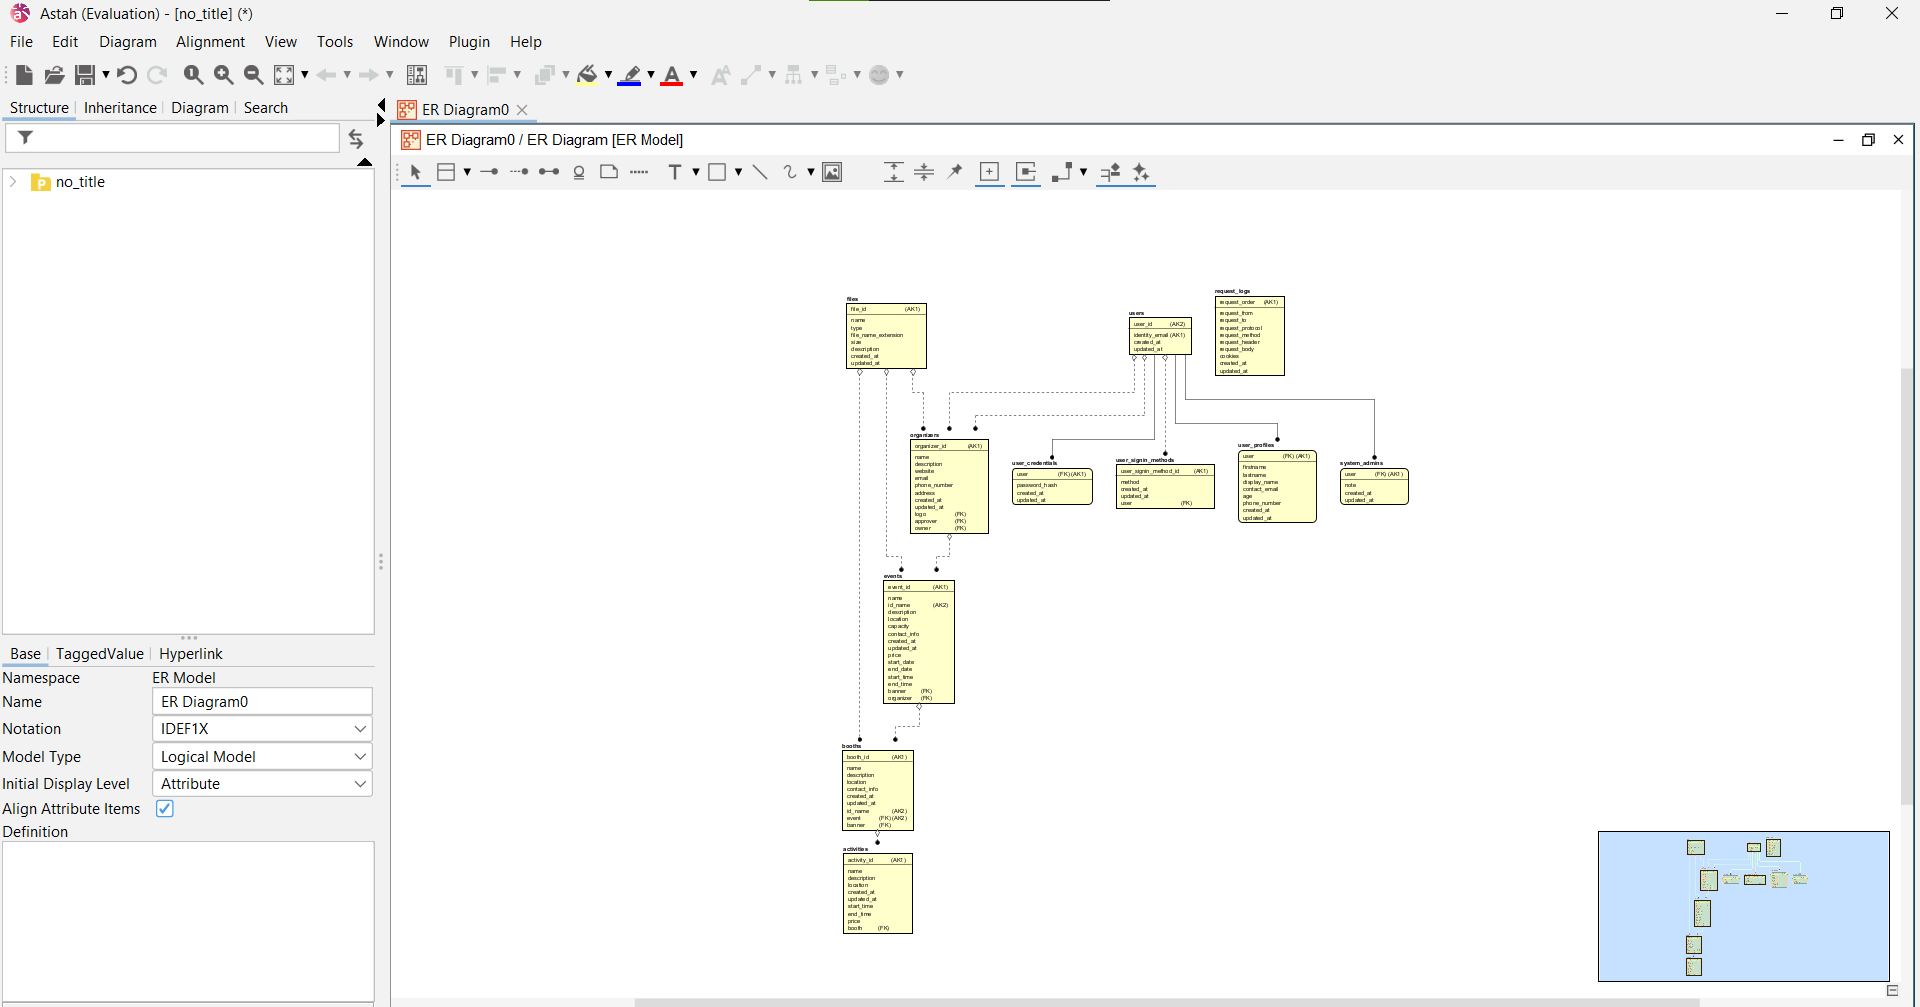 Astah (Evaluation) - [no_title] (*)
File Edit Diagram Alignment View Tools Window Plugin Help
Structure Inheritance Diagram Search
no_title
Base TaggedValue Hyperlink
Namespace ER Model
Name ER Diagram0
Notation IDEF1X
Model Type Logical Model
Initial Display Level Attribute
Align Attribute Items
Definition
ER Diagram0
ER Diagram0 / ER Diagram [ER Model]
files
file_id (AK1)
name
type
file_name_extension
size
description
created_at
updated_at
users
user_id (AK2)
identity_email (AK1)
created_at
updated_at
request_logs
request_order (AK1)
request_from
request_to
request_protocol
request_method
request_header
request_body
cookies
created_at
updated_at
organizers
organizer_id (AK1)
name
description
website
email
phone_number
address
created_at
updated_at
logo (FK)
approver (FK)
owner (FK)
user_credentials
user (FK) (AK1)
password_hash
created_at
updated_at
user_signin_methods
user_signin_method_id (AK1)
method
created_at
updated_at
user (FK)
user_profiles
user (FK) (AK1)
firstname
lastname
display_name
contact_email
age
phone_number
created_at
updated_at
system_admins
user (FK) (AK1)
note
created_at
updated_at
events
event_id (AK1)
name
id_name (AK2)
description
location
capacity
contact_info
created_at
updated_at
price
start_date
end_date
start_time
end_time
banner (FK)
organizer (FK)
booths
booth_id (AK1)
name
description
location
contact_info
created_at
updated_at
id_name (AK2)
event (FK) (AK2)
banner (FK)
activities
activity_id (AK1)
name
description
location
created_at
updated_at
start_time
end_time
price
booth (FK)